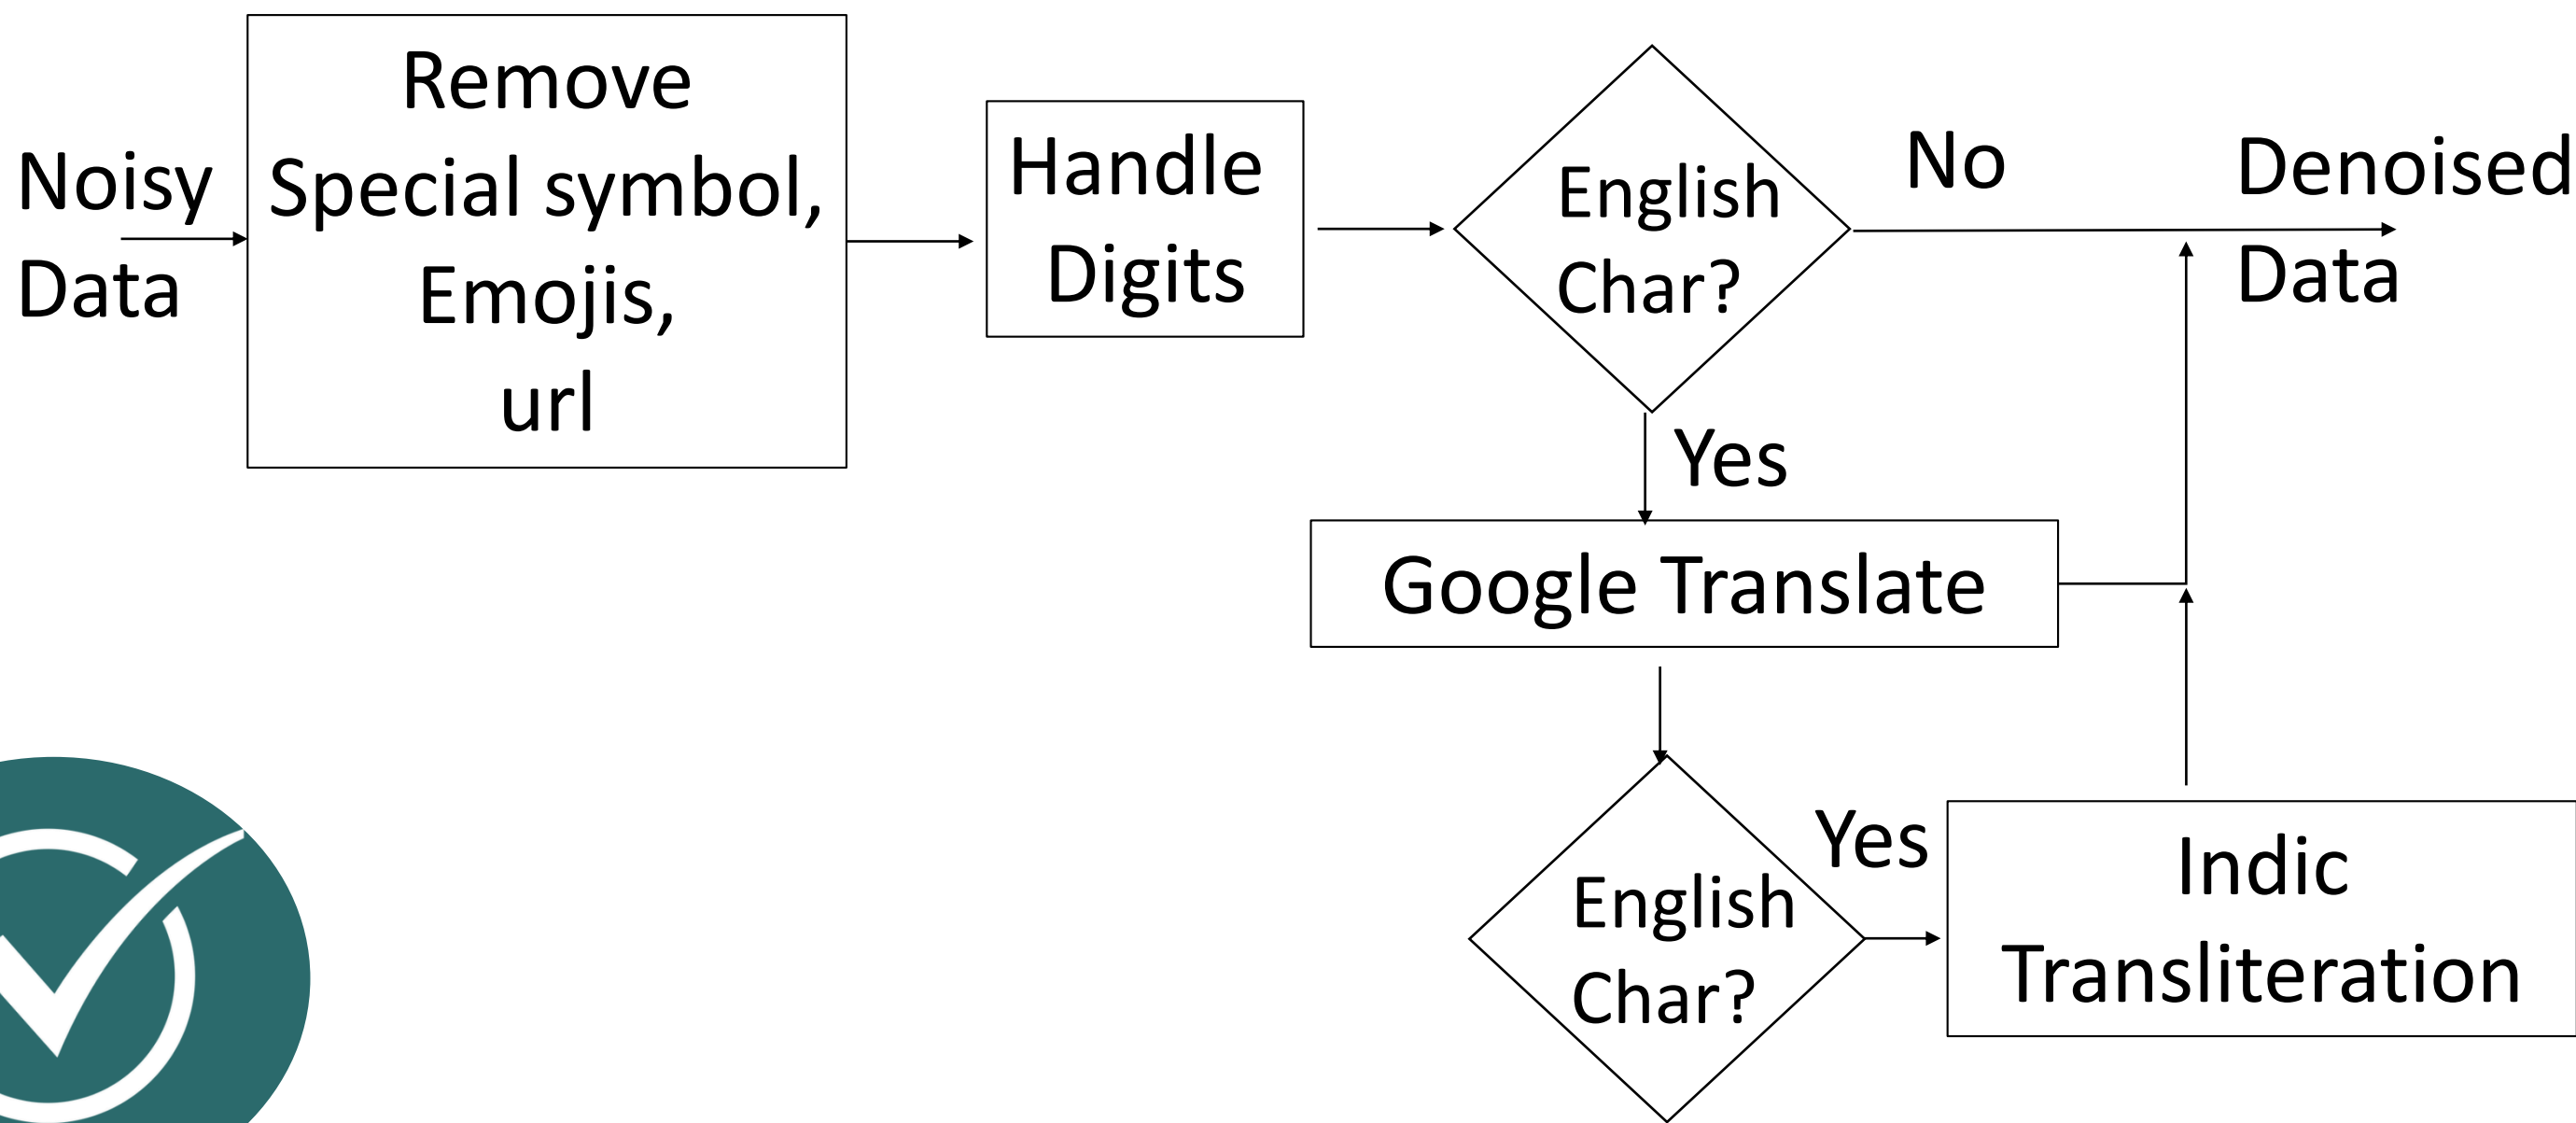 Noisy
Data
Remove
Special symbol,
Emojis,
url
Handle
Digits
English
Char?
No
Denoised
Data
Yes
Google Translate
English
Char?
Yes
Indic
Transliteration